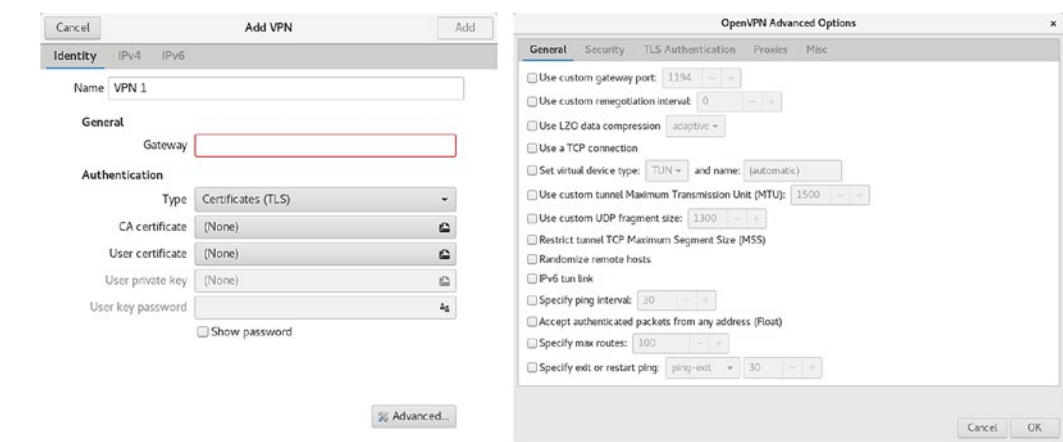 Cancel Add VPN Add
Identity IPv4 IPv6
Name VPN 1
General
Gateway
Authentication
Type Certificates (TLS)
CA certificate (None)
User certificate (None)
User private key (None)
User key password
Show password
Advanced...
OpenVPN Advanced Options x
General Security TLS Authentication Proxies Misc
Use custom gateway port: 1194 − +
Use custom renegotiation interval: 0 − +
Use LZO data compression adaptive
Use a TCP connection
Set virtual device type: TUN and name: (automatic)
Use custom tunnel Maximum Transmission Unit (MTU): 1500 − +
Use custom UDP fragment size: 1300 − +
Restrict tunnel TCP Maximum Segment Size (MSS)
Randomize remote hosts
IPv6 tun link
Specify ping interval: 30 − +
Accept authenticated packets from any address (Float)
Specify max routes: 100 − +
Specify exit or restart ping: ping-exit 30 − +
Cancel OK